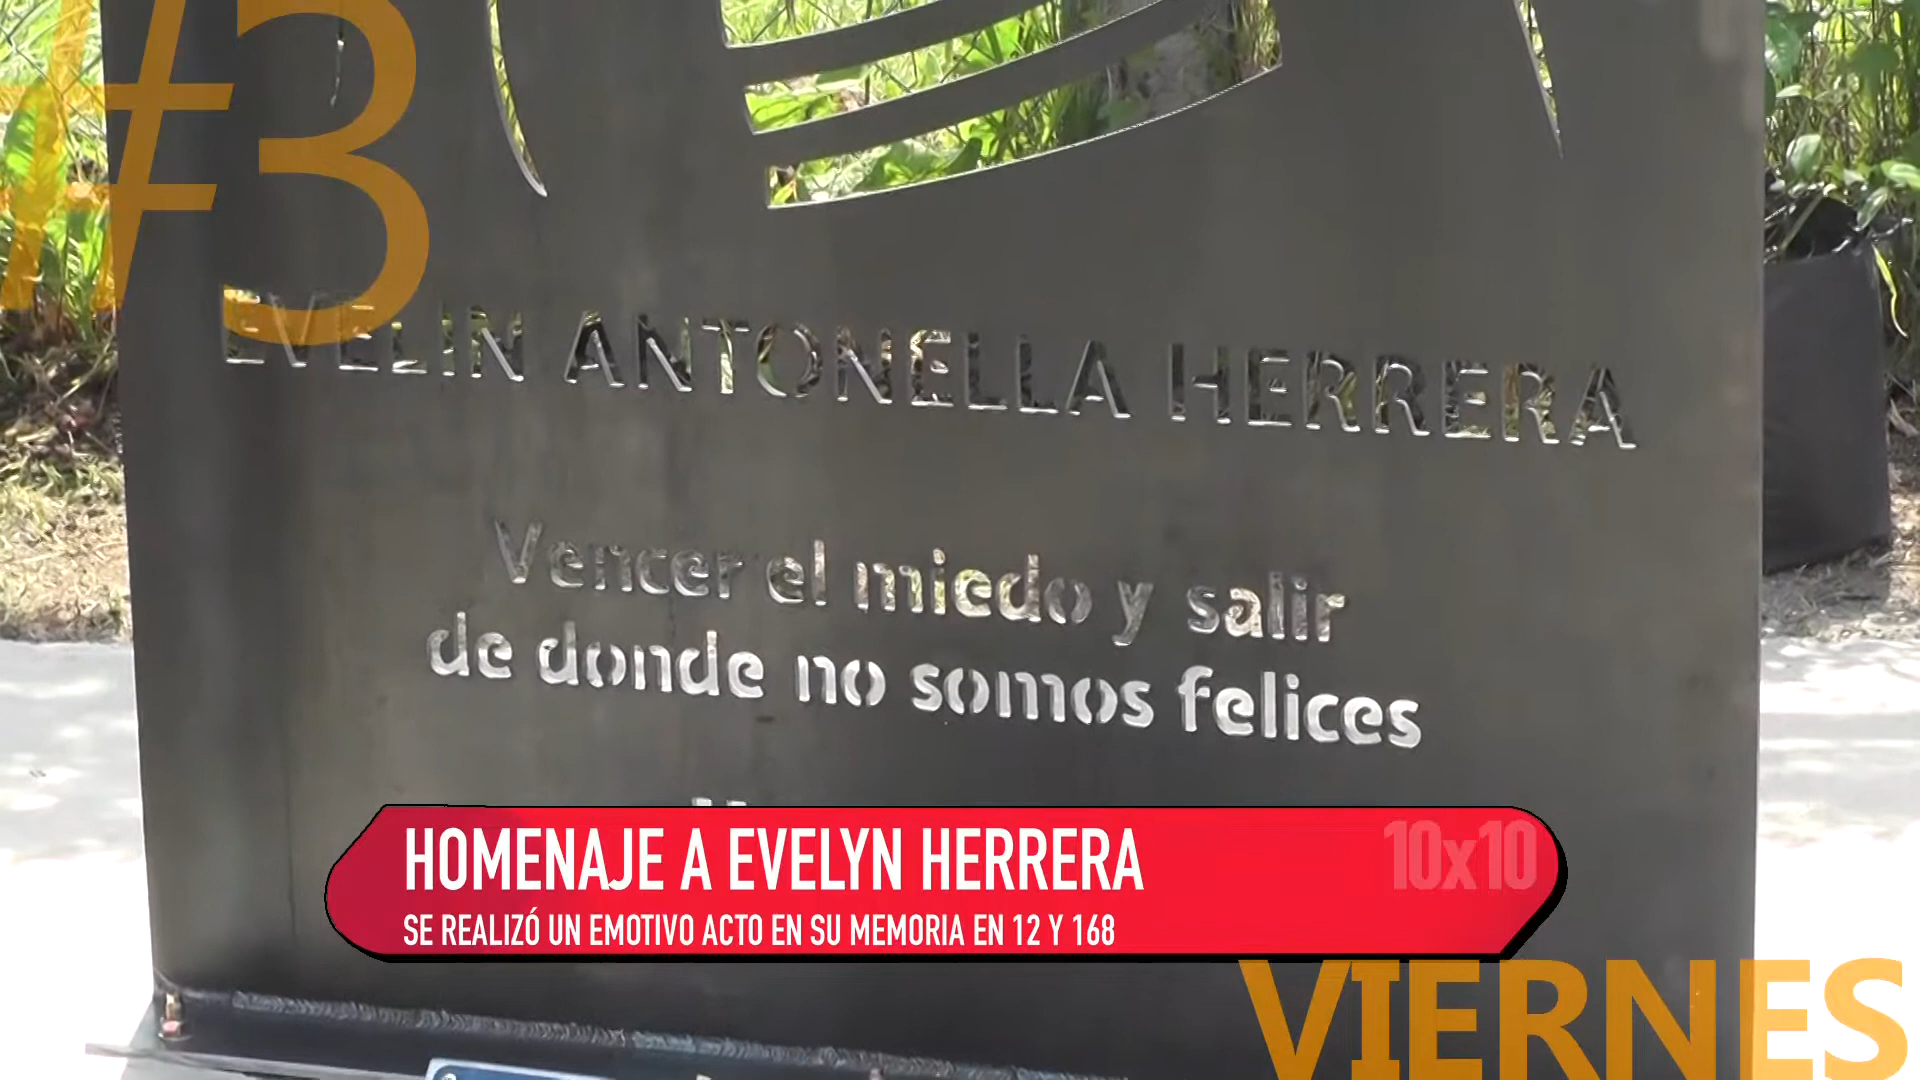 #3
EVELIN ANTONELLA HERRERA
Vencer el miedo y salir
de donde no somos felices
HOMENAJE A EVELYN HERRERA
10x10
SE REALIZÓ UN EMOTIVO ACTO EN SU MEMORIA EN 12 Y 168
VIERNES